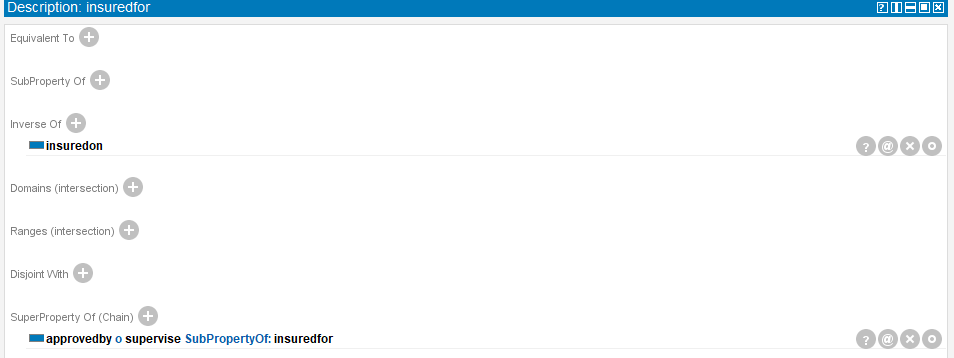 Description: insuredfor
Equivalent To
SubProperty Of
Inverse Of
insuredon
Domains (intersection)
Ranges (intersection)
Disjoint With
SuperProperty Of (Chain)
approvedby o supervise SubPropertyOf: insuredfor